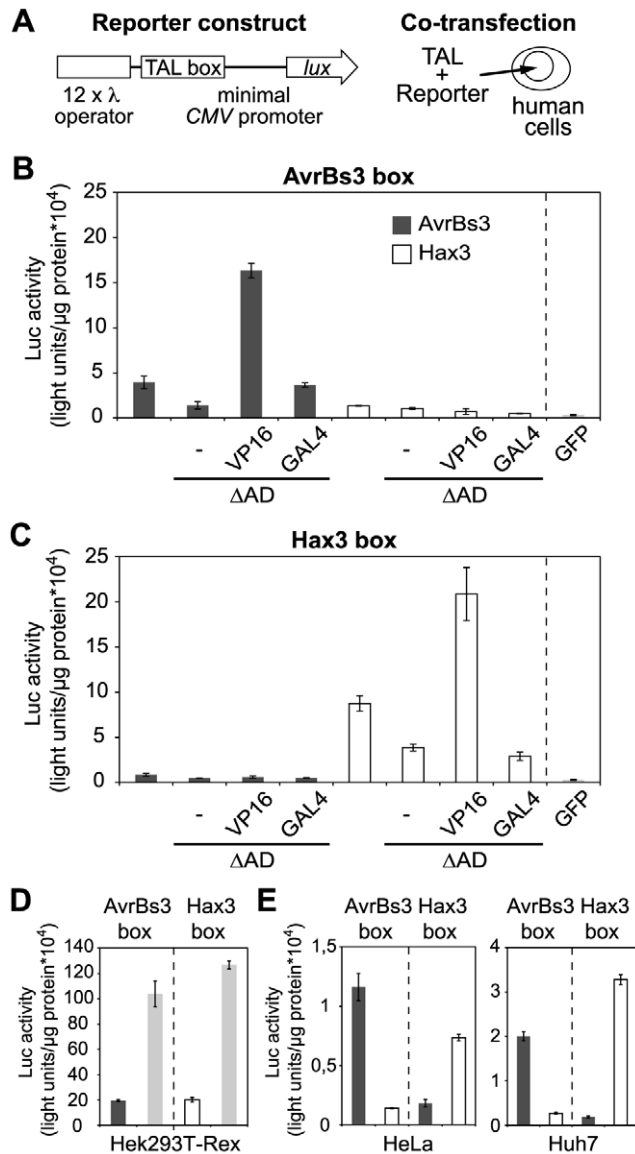 A
Reporter construct
Co-transfection
TAL box
lux
12 x λ
operator
minimal
CMV promoter
TAL
+
Reporter
human
cells
B
AvrBs3 box
Luc activity
(light units/µg protein*10⁴)
25
20
15
10
5
0
AvrBs3
Hax3
- VP16 GAL4 - VP16 GAL4 GFP
ΔAD ΔAD
C
Hax3 box
Luc activity
(light units/µg protein*10⁴)
25
20
15
10
5
0
- VP16 GAL4 - VP16 GAL4 GFP
ΔAD ΔAD
D
AvrBs3 Hax3
box box
Luc activity
(light units/µg protein*10⁴)
140
120
100
80
60
40
20
0
Hek293T-Rex
E
AvrBs3 Hax3
box box
Luc activity
(light units/µg protein*10⁴)
1,5
1
0,5
0
HeLa
AvrBs3 Hax3
box box
4
3
2
1
0
Huh7